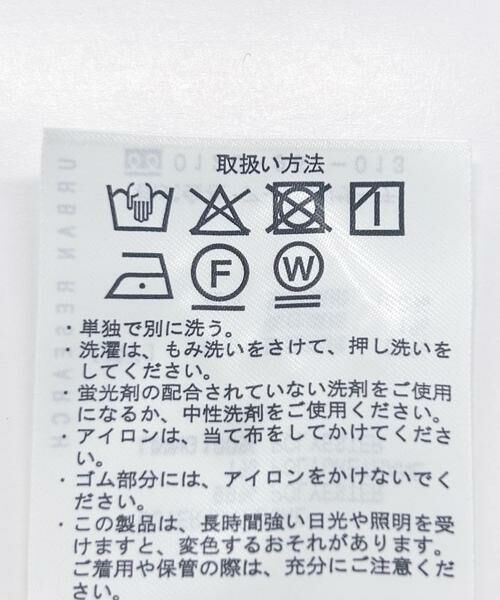 取扱い方法
F
W
・単独で別に洗う。
・洗濯は、もみ洗いをさけて、押し洗いを
してください。
・蛍光剤の配合されていない洗剤をご使用
になるか、中性洗剤をご使用ください。
・アイロンは、当て布をしてかけてくださ
い。
・ゴム部分には、アイロンをかけないでく
ださい。
・この製品は、長時間強い日光や照明を受
けますと、変色するおそれがあります。
ご着用や保管の際は、充分にご注意くだ
さい。
URBAN RESEARCH